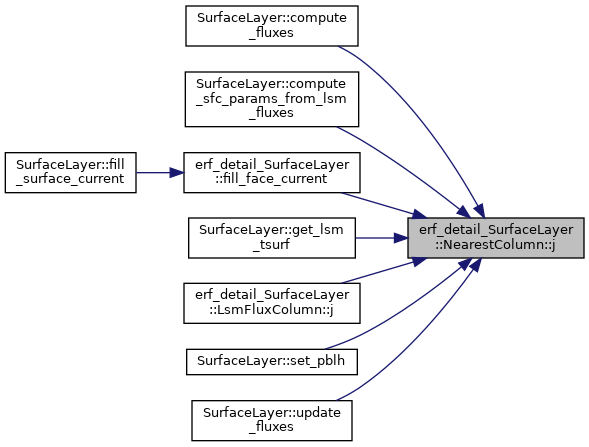 SurfaceLayer::compute
_fluxes
SurfaceLayer::compute
_sfc_params_from_lsm
_fluxes
SurfaceLayer::fill
_surface_current
erf_detail_SurfaceLayer
::fill_face_current
SurfaceLayer::get_lsm
_tsurf
erf_detail_SurfaceLayer
::NearestColumn::j
erf_detail_SurfaceLayer
::LsmFluxColumn::j
SurfaceLayer::set_pblh
SurfaceLayer::update
_fluxes